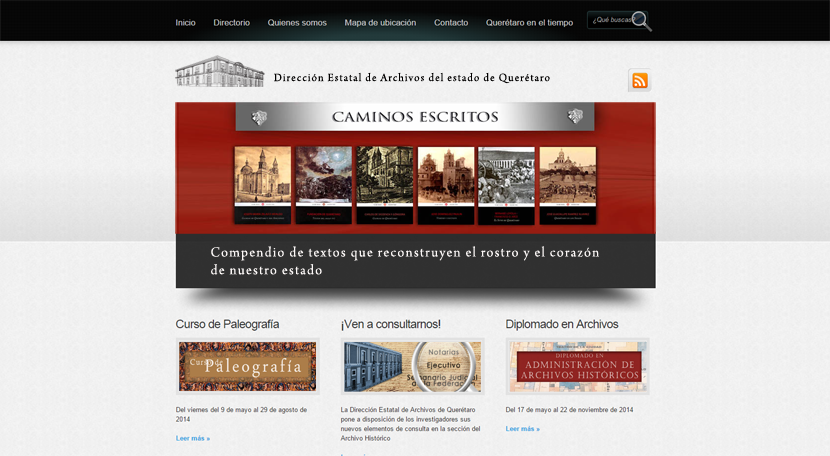 Inicio Directorio Quienes somos Mapa de ubicación Contacto Querétaro en el tiempo ¿Qué buscas?
Dirección Estatal de Archivos del estado de Querétaro
CAMINOS ESCRITOS
Compendio de textos que reconstruyen el rostro y el corazón
de nuestro estado
Curso de Paleografía
Curso de
Paleografía
Del viernes del 9 de mayo al 29 de agosto de
2014
Leer más »
¡Ven a consultarnos!
Notarías
Ejecutivo
Semanario judicial
de la Federación
La Dirección Estatal de Archivos de Querétaro
pone a disposición de los investigadores sus
nuevos elementos de consulta en la sección del
Archivo Histórico
Diplomado en Archivos
DIPLOMADO EN
ADMINISTRACIÓN DE
ARCHIVOS HISTÓRICOS
Del 17 de mayo al 22 de noviembre de 2014
Leer más »